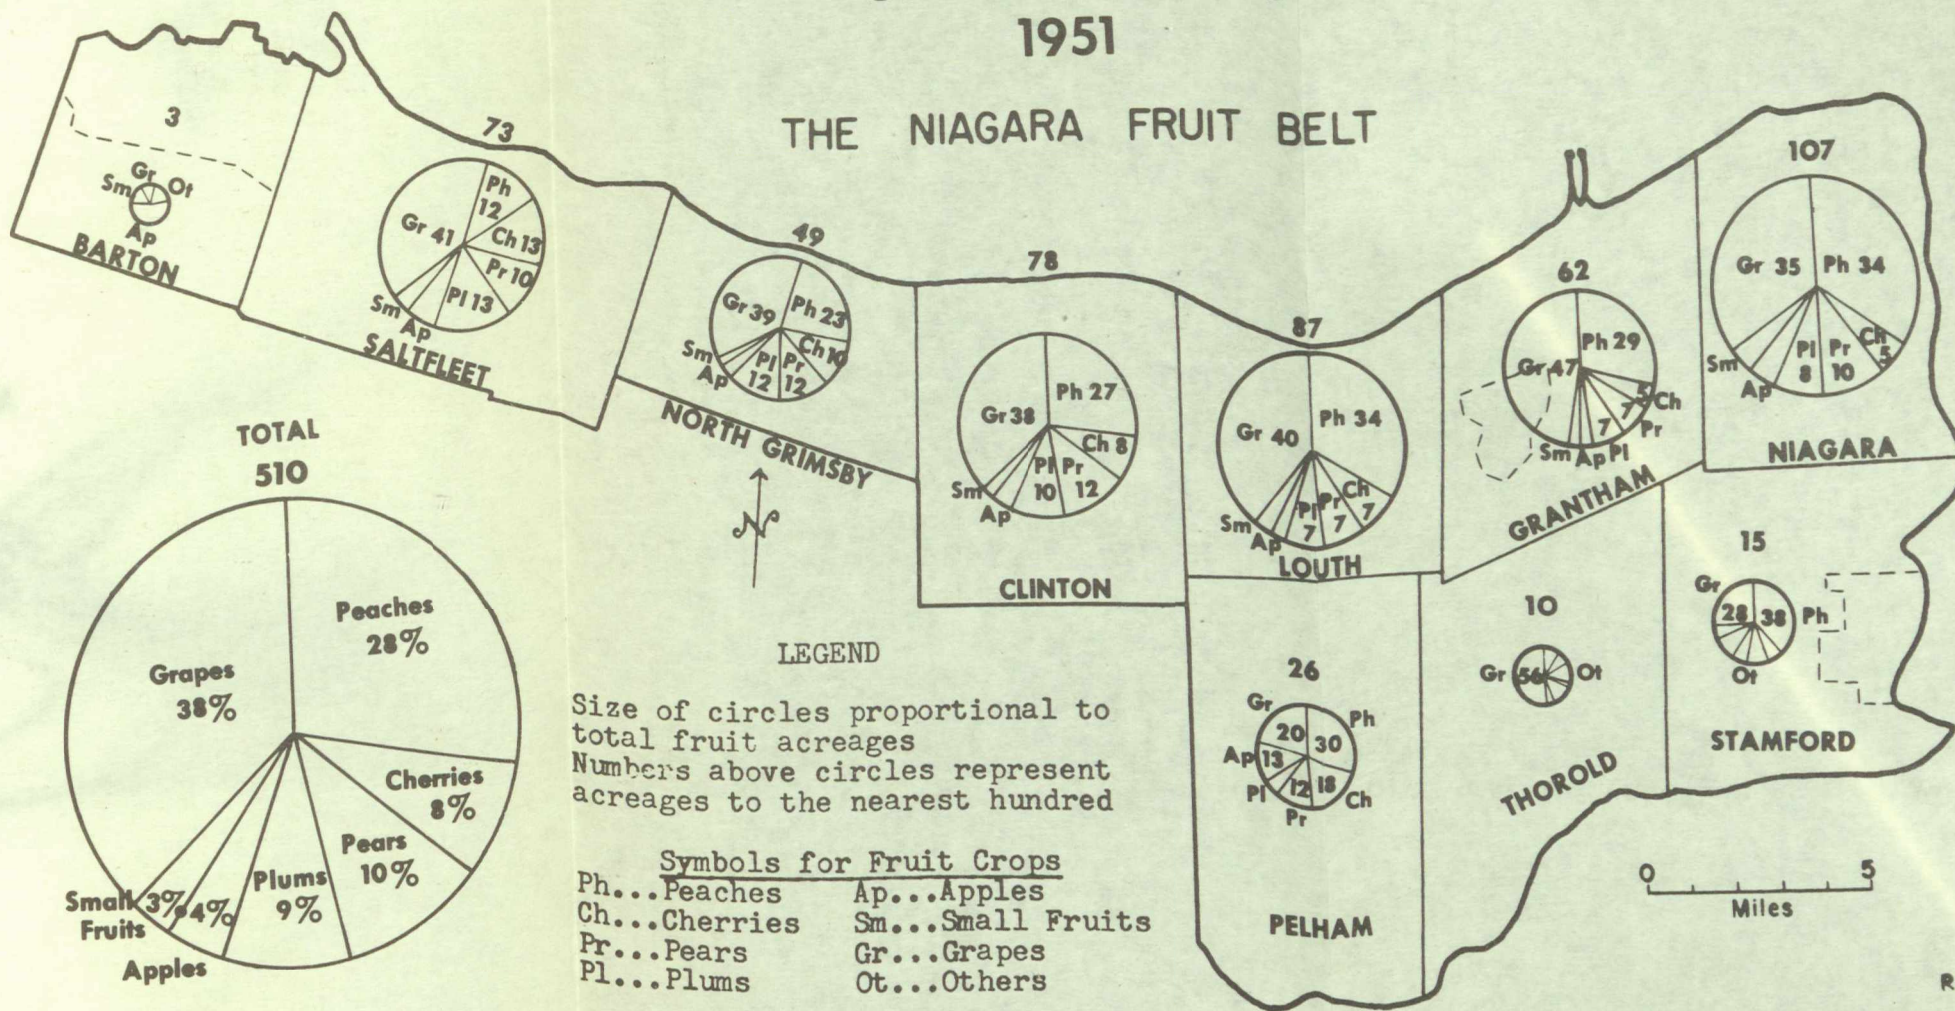 1951
THE NIAGARA FRUIT BELT
3
Gr
Sm
Ot
Ap
BARTON
73
Ph
12
Gr 41
Ch 13
Pr 10
Pl 13
Sm
Ap
SALTFLEET
49
Gr 39
Ph 23
Ch 10
Pr
12
Pl
12
Sm
Ap
NORTH GRIMSBY
78
Gr 38
Ph 27
Ch 8
Pr
12
Pl
10
Sm
Ap
CLINTON
87
Gr 40
Ph 34
Ch
7
Pr
7
Pl
7
Sm
Ap
LOUTH
62
Gr 47
Ph 29
5
Ch
7
Pr
7
Pl
Ap
Sm
GRANTHAM
107
Gr 35
Ph 34
Ch
5
Pr
10
Pl
8
Sm
Ap
NIAGARA
26
Gr
20
Ph
30
Ap 13
12
18
Pl
Pr
Ch
PELHAM
10
Gr 56
Ot
THOROLD
15
Gr
28
38
Ph
Ot
STAMFORD
TOTAL
510
Peaches
28%
Grapes
38%
Cherries
8%
Pears
10%
Plums
9%
Small 3%
Fruits
4%
Apples
N
LEGEND
Size of circles proportional to
total fruit acreages
Numbers above circles represent
acreages to the nearest hundred
Symbols for Fruit Crops
Ph...Peaches Ap...Apples
Ch...Cherries Sm...Small Fruits
Pr...Pears Gr...Grapes
Pl...Plums Ot...Others
0 5
Miles
R